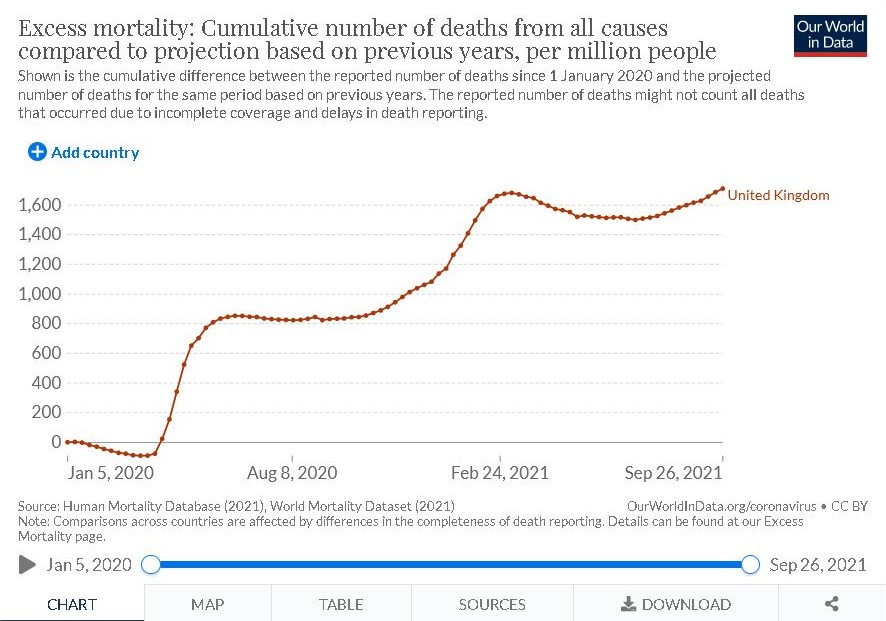 Excess mortality: Cumulative number of deaths from all causes
compared to projection based on previous years, per million people
Our World
in Data
Shown is the cumulative difference between the reported number of deaths since 1 January 2020 and the projected
number of deaths for the same period based on previous years. The reported number of deaths might not count all deaths
that occurred due to incomplete coverage and delays in death reporting.
Add country
United Kingdom
1,600
1,400
1,200
1,000
800
600
400
200
0
Jan 5, 2020 Aug 8, 2020 Feb 24, 2021 Sep 26, 2021
Source: Human Mortality Database (2021), World Mortality Dataset (2021) OurWorldInData.org/coronavirus • CC BY
Note: Comparisons across countries are affected by differences in the completeness of death reporting. Details can be found at our Excess
Mortality page.
Jan 5, 2020 Sep 26, 2021
CHART MAP TABLE SOURCES DOWNLOAD